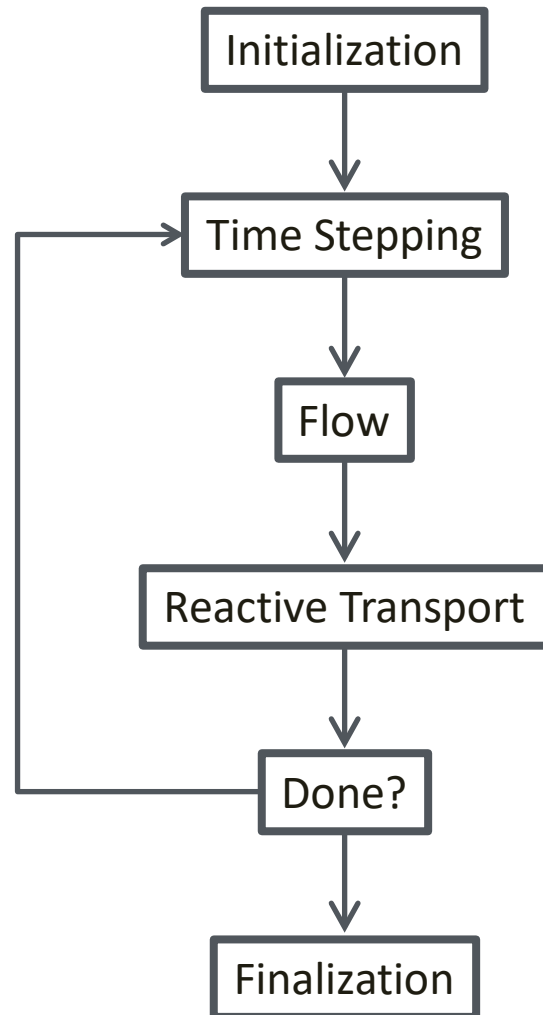 Initialization
Time Stepping
Flow
Reactive Transport
Done?
Finalization